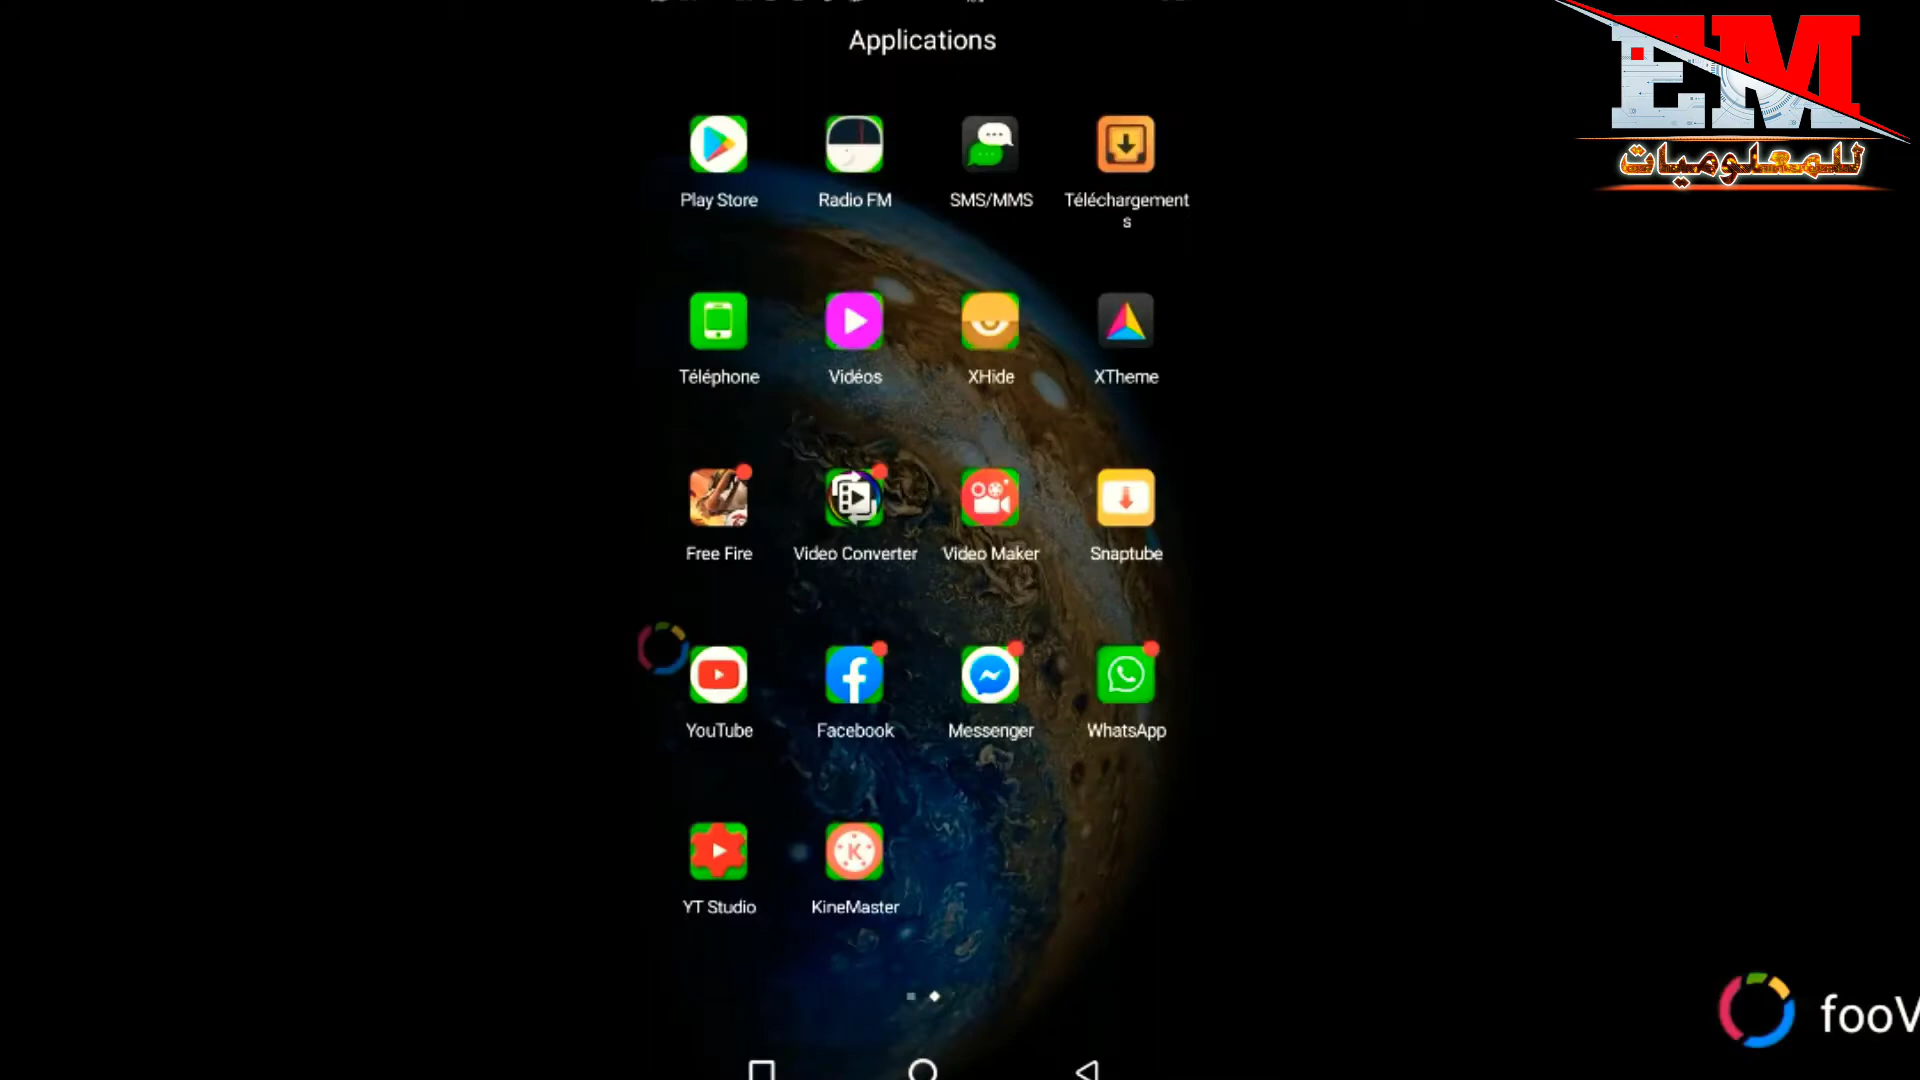 Applications
EM
للمعلوميات
Play Store
Radio FM
SMS/MMS
Téléchargement
s
Téléphone
Vidéos
XHide
XTheme
Free Fire
Video Converter
Video Maker
Snaptube
YouTube
Facebook
Messenger
WhatsApp
YT Studio
K
KineMaster
fooV